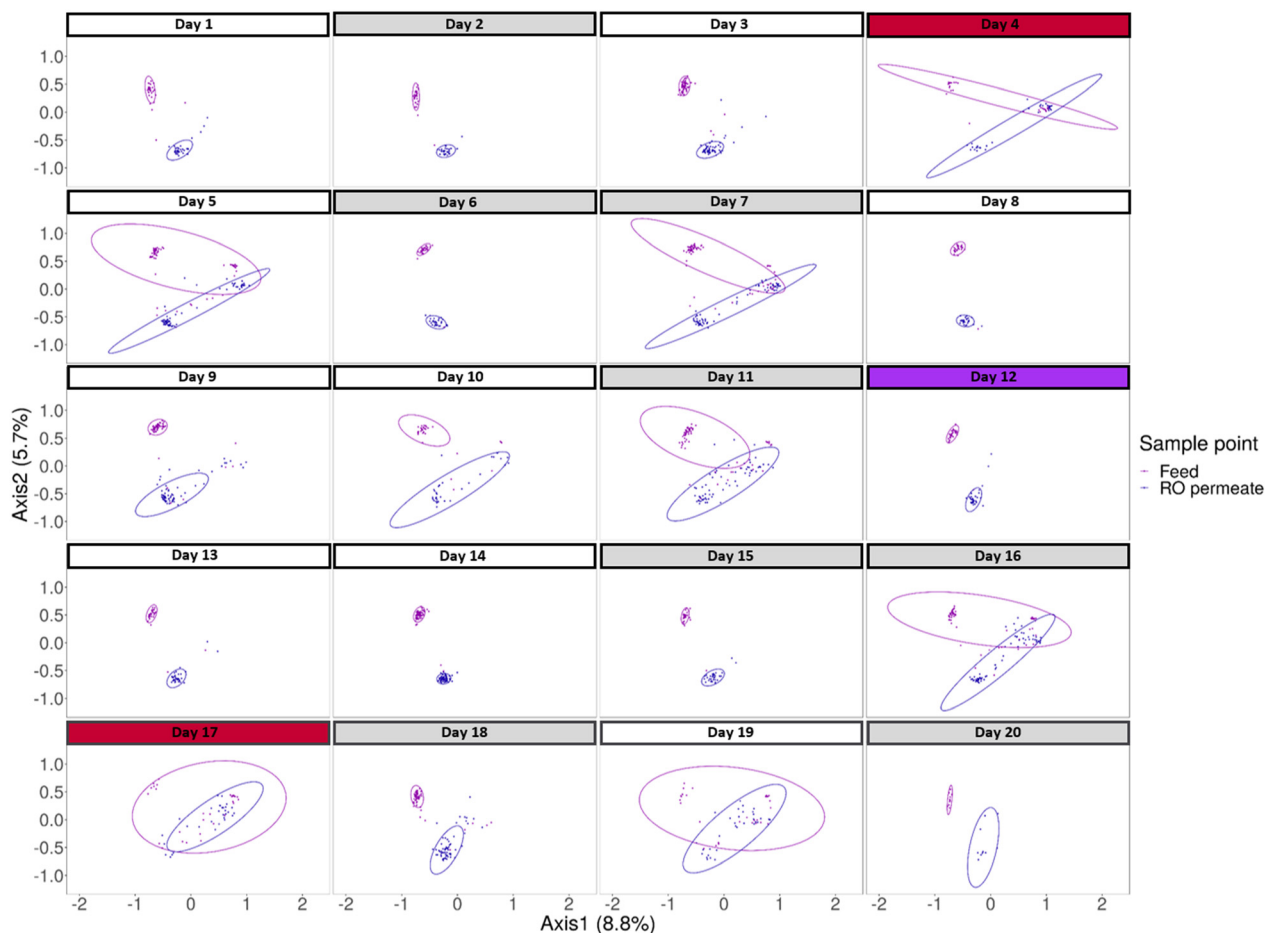 Day 1 Day 2 Day 3 Day 4
1.0
0.5
0.0
-0.5
-1.0
Day 5 Day 6 Day 7 Day 8
1.0
0.5
0.0
-0.5
-1.0
Day 9 Day 10 Day 11 Day 12
1.0
0.5
0.0
-0.5
-1.0
Axis2 (5.7%)
Sample point
Feed
RO permeate
Day 13 Day 14 Day 15 Day 16
1.0
0.5
0.0
-0.5
-1.0
Day 17 Day 18 Day 19 Day 20
1.0
0.5
0.0
-0.5
-1.0
-2 -1 0 1 2 -2 -1 0 1 2 -2 -1 0 1 2 -2 -1 0 1 2
Axis1 (8.8%)